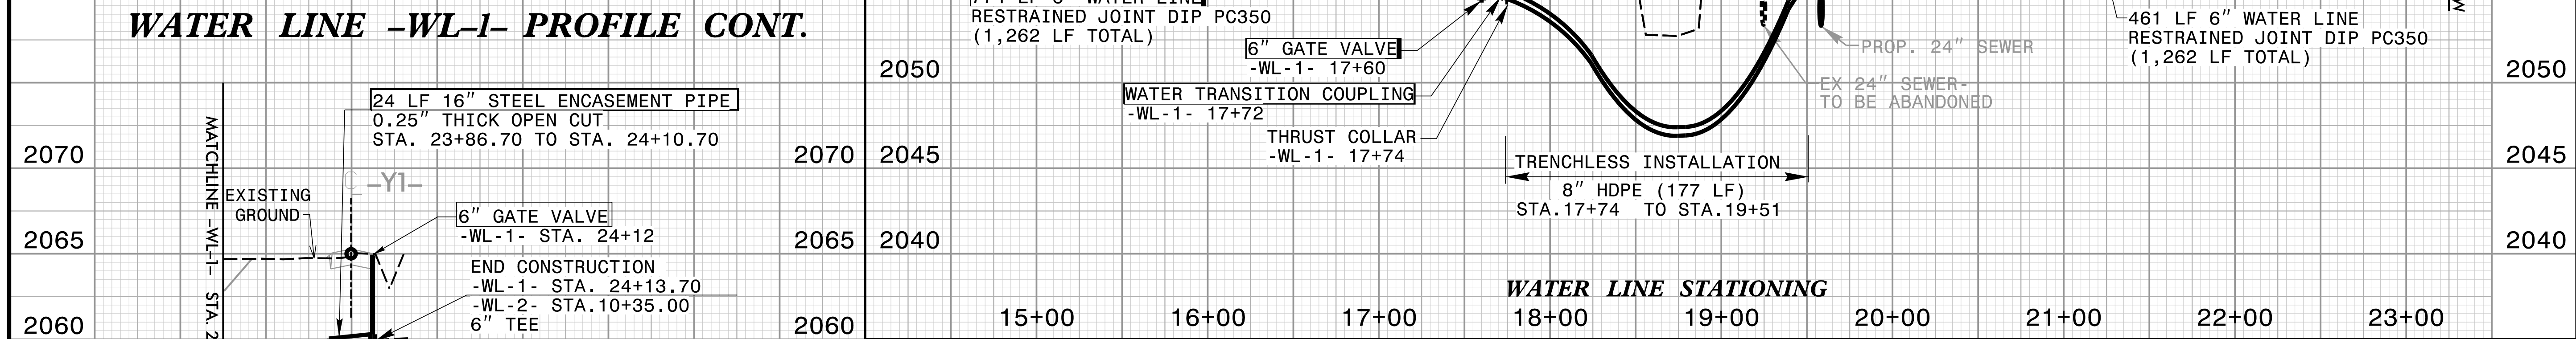 WATER LINE -WL-1- PROFILE CONT.
24 LF 16" STEEL ENCASEMENT PIPE
0.25" THICK OPEN CUT
STA. 23+86.70 TO STA. 24+10.70
2070
2070
MATCHLINE -WL-1- STA. 2
-Y1-
EXISTING
GROUND
6" GATE VALVE
-WL-1- STA. 24+12
2065
2065
END CONSTRUCTION
-WL-1- STA. 24+13.70
-WL-2- STA.10+35.00
6" TEE
2060
2060
RESTRAINED JOINT DIP PC350
(1,262 LF TOTAL)
6" GATE VALVE
-WL-1- 17+60
2050
WATER TRANSITION COUPLING
-WL-1- 17+72
THRUST COLLAR
-WL-1- 17+74
2045
TRENCHLESS INSTALLATION
8" HDPE (177 LF)
STA.17+74 TO STA.19+51
2040
PROP. 24" SEWER
EX 24" SEWER-
TO BE ABANDONED
461 LF 6" WATER LINE
RESTRAINED JOINT DIP PC350
(1,262 LF TOTAL)
2050
2045
2040
WATER LINE STATIONING
15+00 16+00 17+00 18+00 19+00 20+00 21+00 22+00 23+00